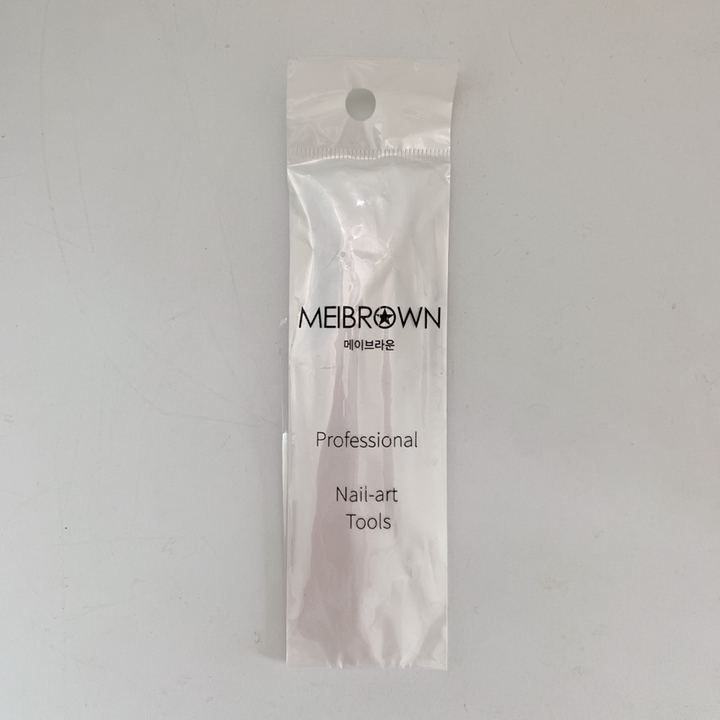 MEIBROWN
메이브라운
Professional
Nail-art
Tools